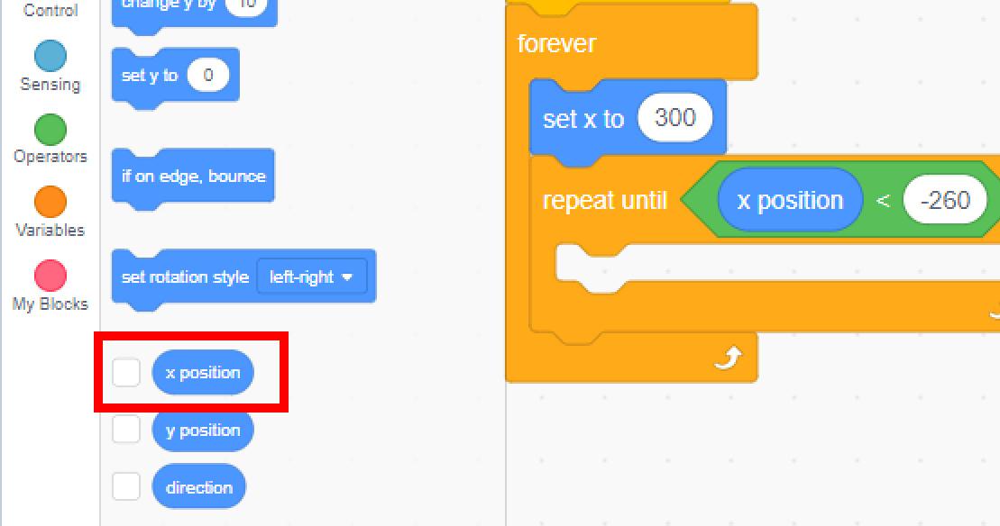 Control
Sensing
Operators
Variables
My Blocks
change y by 10
set y to 0
if on edge, bounce
set rotation style left-right
x position
y position
direction
forever
set x to 300
repeat until x position < -260